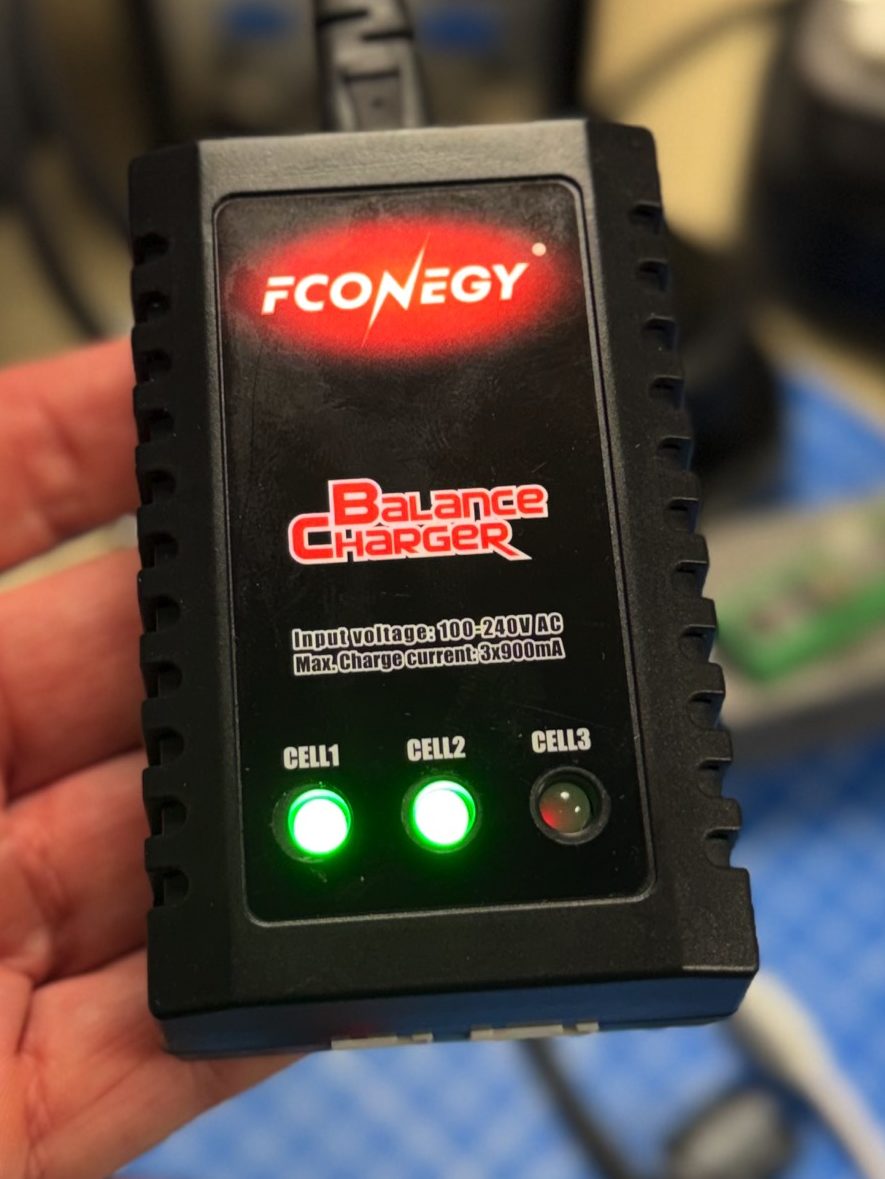 FCONEGY
Balance
Charger
Input voltage: 100-240V AC
Max. Charge current: 3x900mA
CELL1 CELL2 CELL3